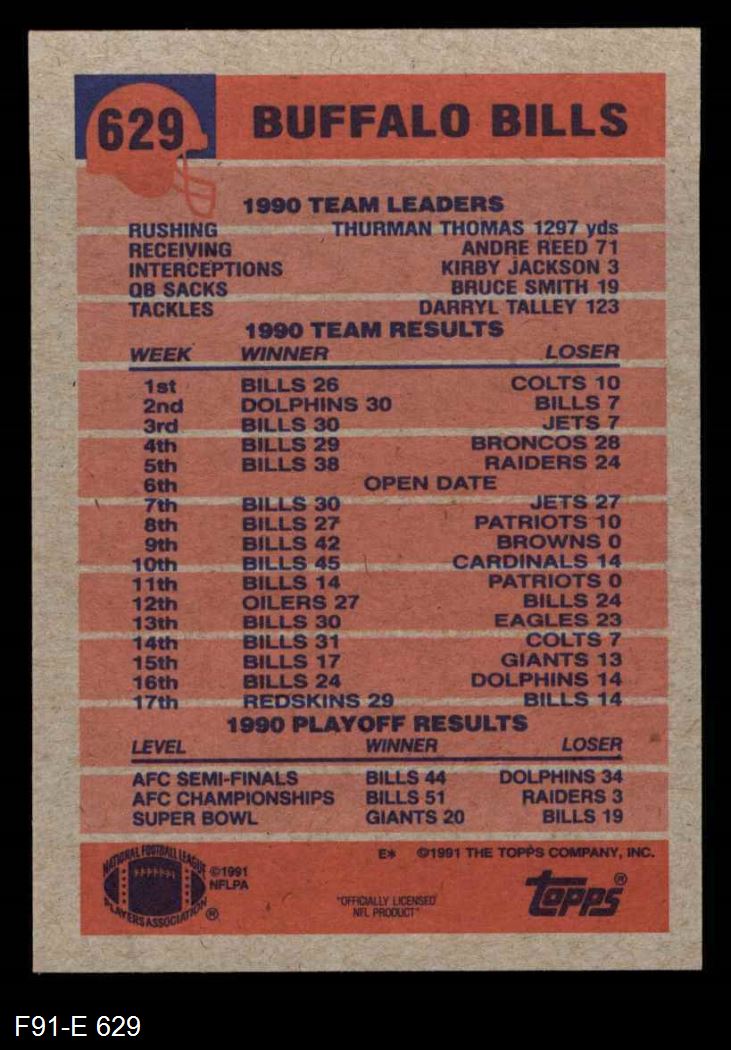 629
BUFFALO BILLS
1990 TEAM LEADERS
RUSHING THURMAN THOMAS 1297 yds
RECEIVING ANDRE REED 71
INTERCEPTIONS KIRBY JACKSON 3
QB SACKS BRUCE SMITH 19
TACKLES DARRYL TALLEY 123
1990 TEAM RESULTS
WEEK WINNER LOSER
1st BILLS 26 COLTS 10
2nd DOLPHINS 30 BILLS 7
3rd BILLS 30 JETS 7
4th BILLS 29 BRONCOS 28
5th BILLS 38 RAIDERS 24
6th OPEN DATE
7th BILLS 30 JETS 27
8th BILLS 27 PATRIOTS 10
9th BILLS 42 BROWNS 0
10th BILLS 45 CARDINALS 14
11th BILLS 14 PATRIOTS 0
12th OILERS 27 BILLS 24
13th BILLS 30 EAGLES 23
14th BILLS 31 COLTS 7
15th BILLS 17 GIANTS 13
16th BILLS 24 DOLPHINS 14
17th REDSKINS 29 BILLS 14
1990 PLAYOFF RESULTS
LEVEL WINNER LOSER
AFC SEMI-FINALS BILLS 44 DOLPHINS 34
AFC CHAMPIONSHIPS BILLS 51 RAIDERS 3
SUPER BOWL GIANTS 20 BILLS 19
E* ©1991 THE TOPPS COMPANY, INC.
NATIONAL FOOTBALL LEAGUE
PLAYERS ASSOCIATION ®
©1991
NFLPA
"OFFICIALLY LICENSED
NFL PRODUCT"
topps®
F91-E 629